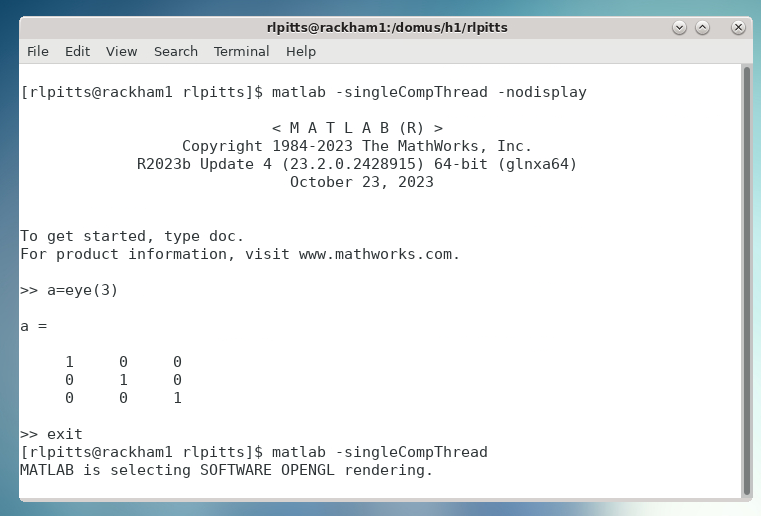 rlpitts@rackham1:/domus/h1/rlpitts
File Edit View Search Terminal Help
[rlpitts@rackham1 rlpitts]$ matlab -singleCompThread -nodisplay
< M A T L A B (R) >
Copyright 1984-2023 The MathWorks, Inc.
R2023b Update 4 (23.2.0.2428915) 64-bit (glnxa64)
October 23, 2023
To get started, type doc.
For product information, visit www.mathworks.com.
>> a=eye(3)
a =
1 0 0
0 1 0
0 0 1
>> exit
[rlpitts@rackham1 rlpitts]$ matlab -singleCompThread
MATLAB is selecting SOFTWARE OPENGL rendering.